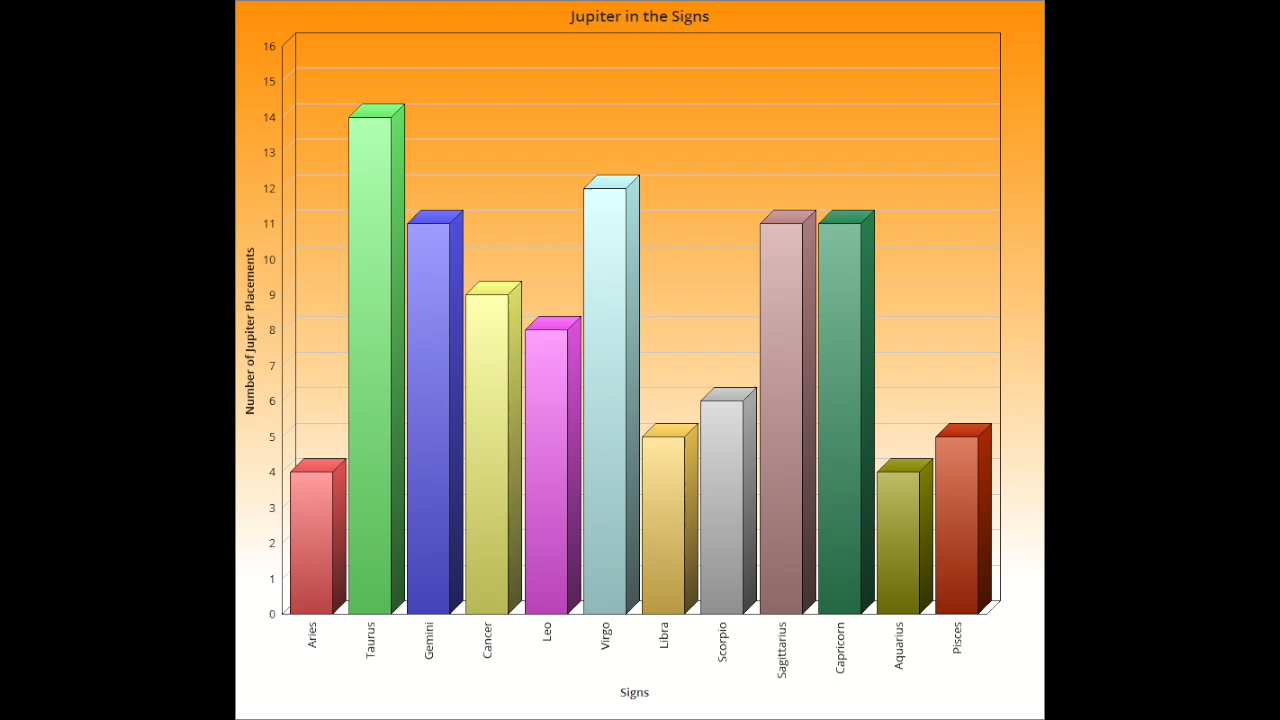 Jupiter in the Signs
16
15
14
13
12
11
10
9
8
7
6
5
4
3
2
1
0
Number of Jupiter Placements
Aries
Taurus
Gemini
Cancer
Leo
Virgo
Libra
Scorpio
Sagittarius
Capricorn
Aquarius
Pisces
Signs